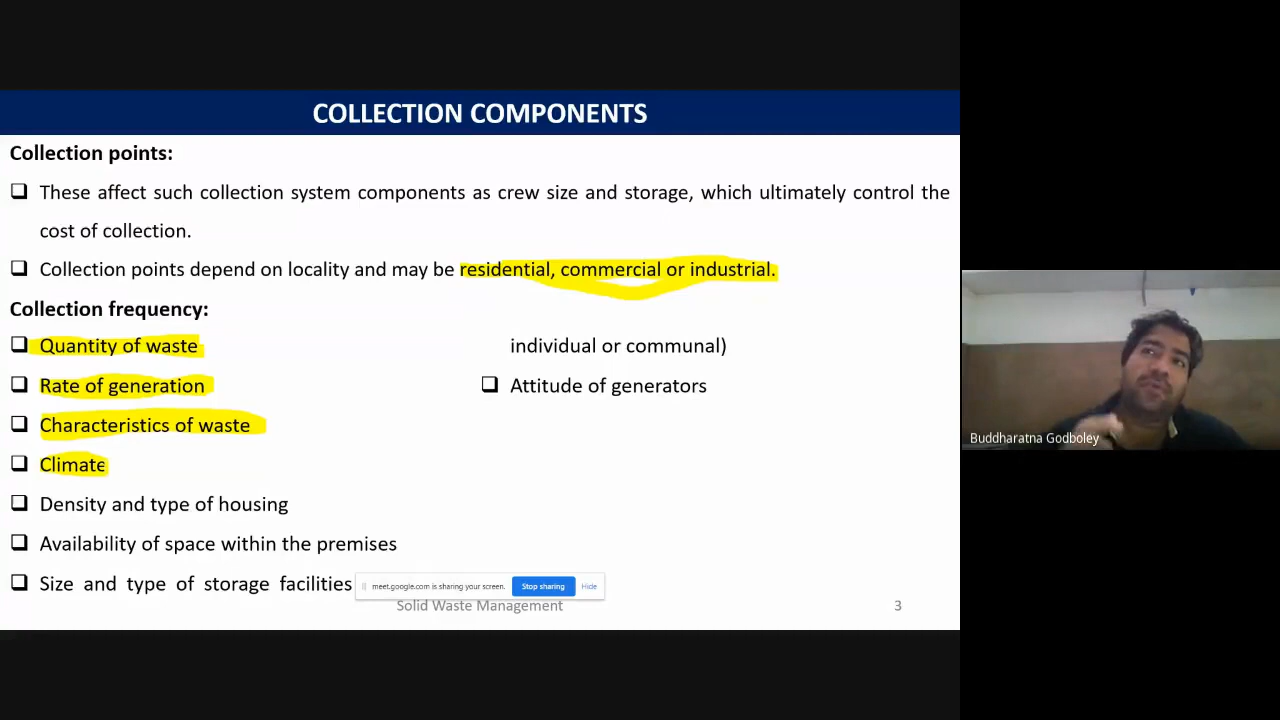 COLLECTION COMPONENTS
Collection points:
These affect such collection system components as crew size and storage, which ultimately control the
cost of collection.
Collection points depend on locality and may be residential, commercial or industrial.
Collection frequency:
Quantity of waste
Rate of generation
Characteristics of waste
Climate
Density and type of housing
Availability of space within the premises
Size and type of storage facilities
individual or communal)
Attitude of generators
meet.google.com is sharing your screen.
Stop sharing
Hide
Solid Waste Management
3
Buddharatna Godboley